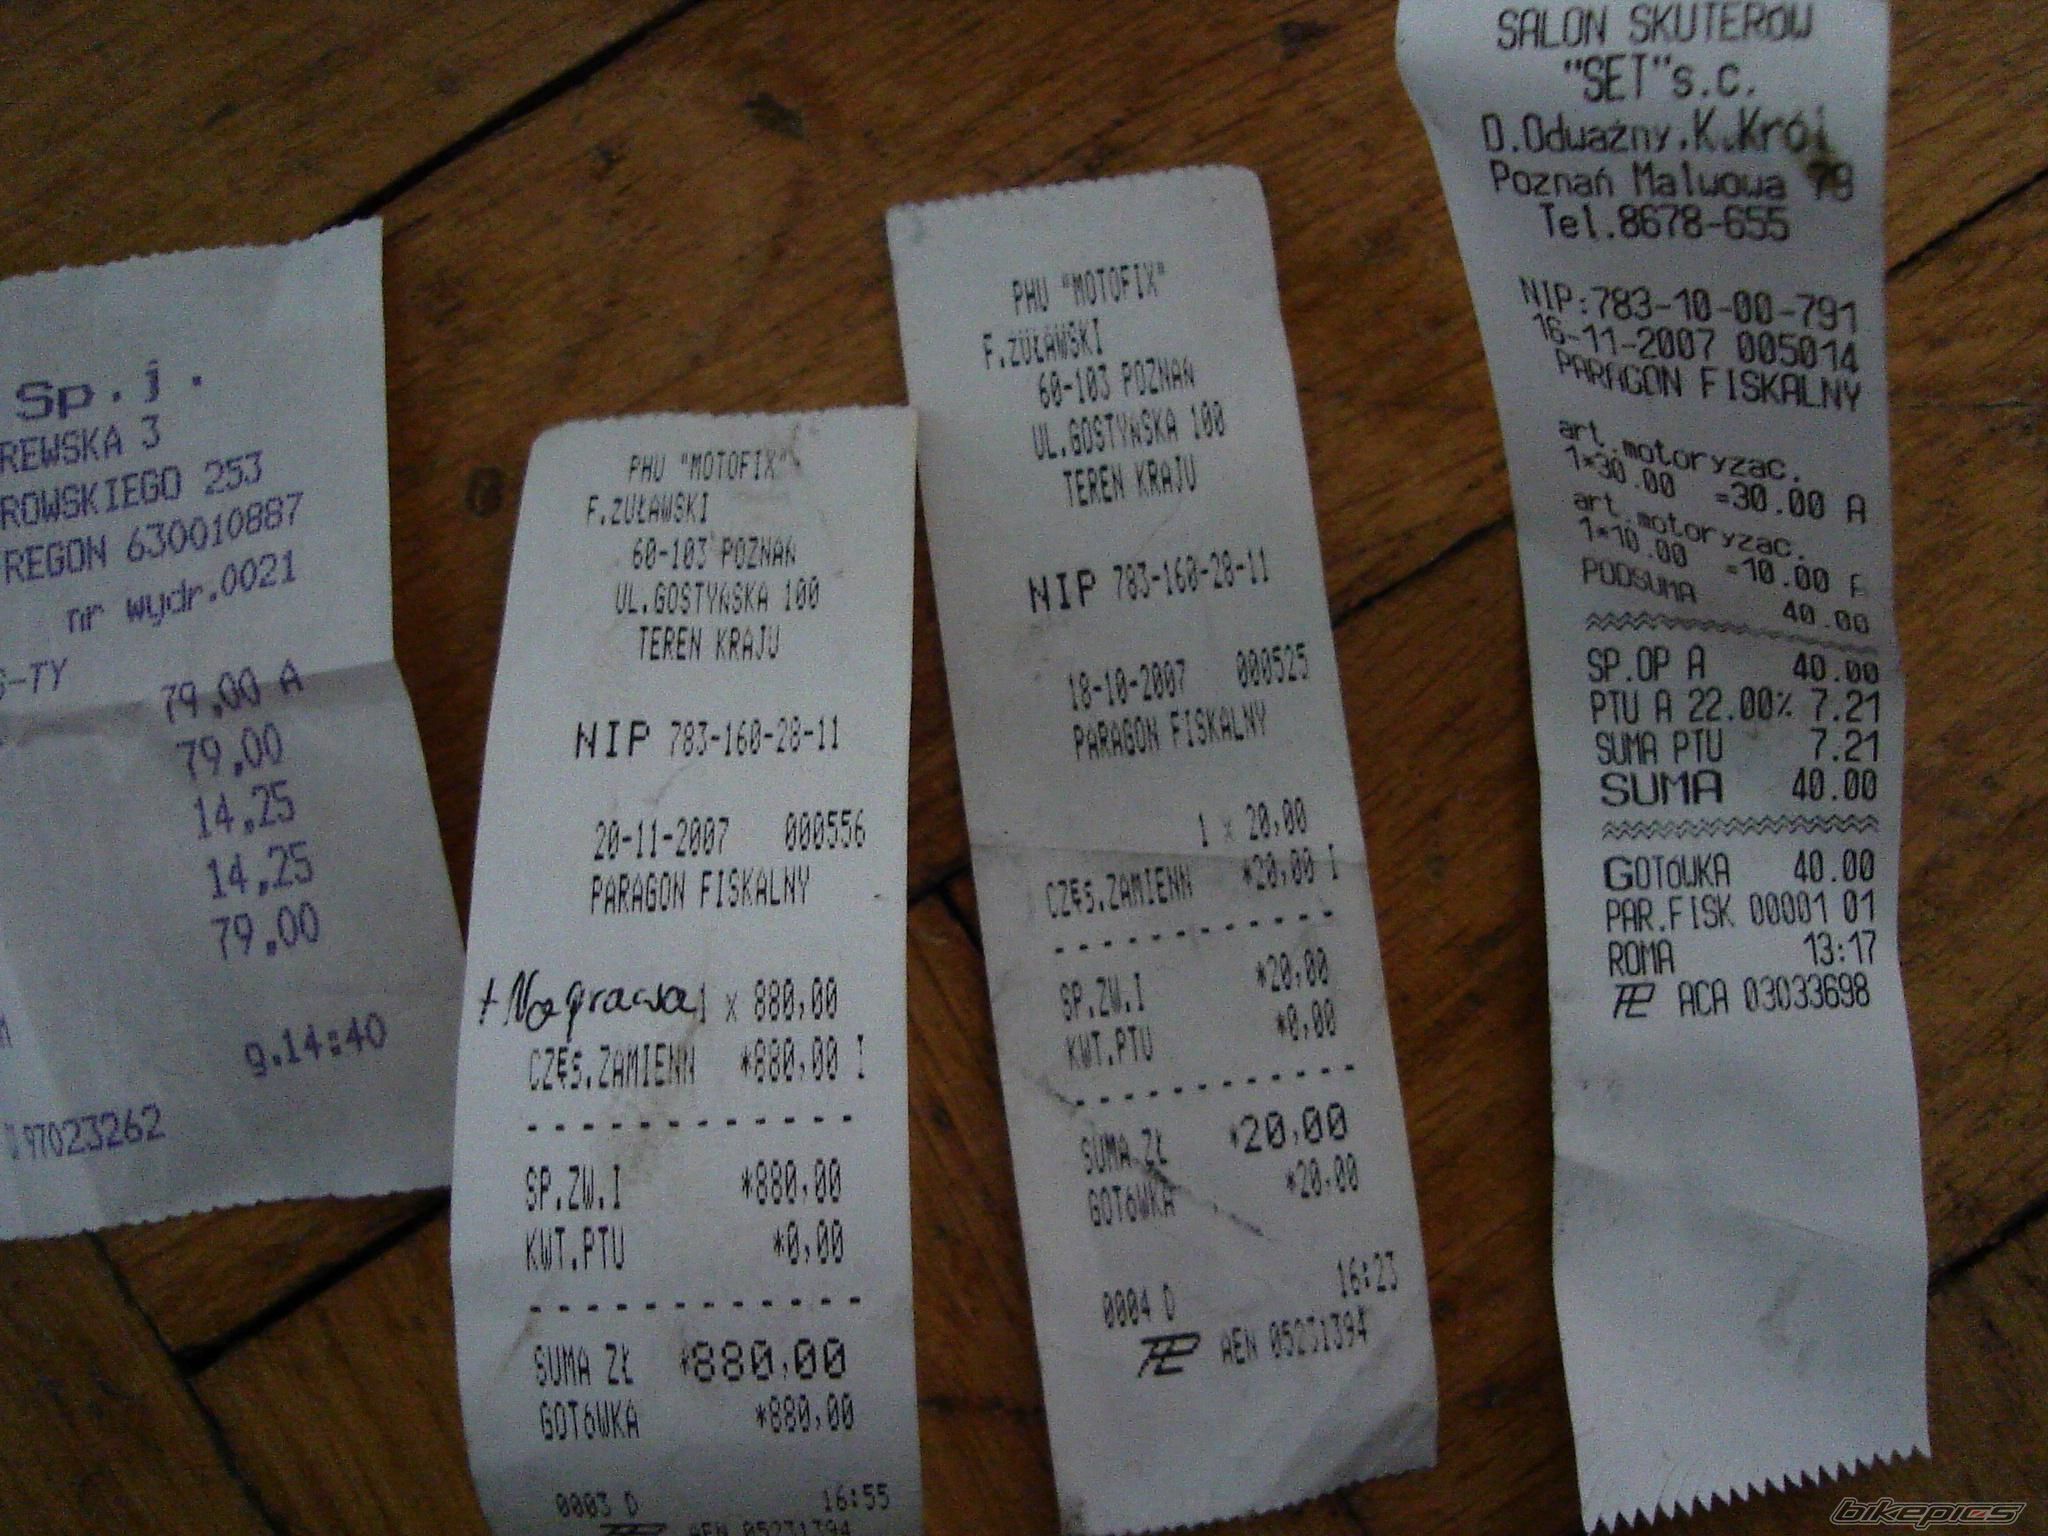 Sp.j.
REWSKA 3
ROWSKIEGO 253
REGON 630010887
nr wydr.0021
S-TY
79,00 A
79,00
14,25
14,25
79,00
g.14:40
97023262
PHU "MOTOFIX"
F.ŻUŁAWSKI
60-103 POZNAŃ
UL.GOSTYŃSKA 100
TEREN KRAJU
NIP 783-160-28-11
20-11-2007 000556
PARAGON FISKALNY
+ Naprawa 1 x 880,00
CZĘś.ZAMIENN *880,00 I
SP.ZW.I *880,00
KWT.PTU *0,00
SUMA ZŁ *880,00
GOTóWKA *880,00
0003 D 16:55
AEN 05231394
PHU "MOTOFIX"
F.ŻUŁAWSKI
60-103 POZNAŃ
UL.GOSTYŃSKA 100
TEREN KRAJU
NIP 783-160-28-11
18-10-2007 000525
PARAGON FISKALNY
1 x 20,00
CZĘś.ZAMIENN *20,00 I
SP.ZW.I *20,00
KWT.PTU *0,00
SUMA ZŁ *20,00
GOTóWKA *20,00
0004 D 16:23
AEN 05231394
SALON SKUTERÓW
"SET"s.c.
D.Odważny.K.Król
Poznań Malwowa 79
Tel.8678-655
NIP:783-10-00-791
16-11-2007 005014
PARAGON FISKALNY
art.motoryzac.
1*30.00 =30.00 A
art.motoryzac.
1*10.00 =10.00
PODSUMA 40.00
SP.OP A 40.00
PTU A 22.00% 7.21
SUMA PTU 7.21
SUMA 40.00
GOTóWKA 40.00
PAR.FISK 00001 01
ROMA 13:17
ACA 03033698
bikepics